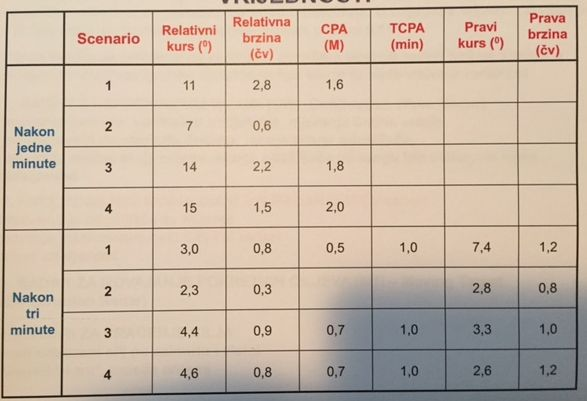 Scenario Relativni kurs (⁰) Relativna brzina (čv) CPA (M) TCPA (min) Pravi kurs (⁰) Prava brzina (čv)
Nakon jedne minute
1 11 2,8 1,6
2 7 0,6
3 14 2,2 1,8
4 15 1,5 2,0
Nakon tri minute
1 3,0 0,8 0,5 1,0 7,4 1,2
2 2,3 0,3 2,8 0,8
3 4,4 0,9 0,7 1,0 3,3 1,0
4 4,6 0,8 0,7 1,0 2,6 1,2